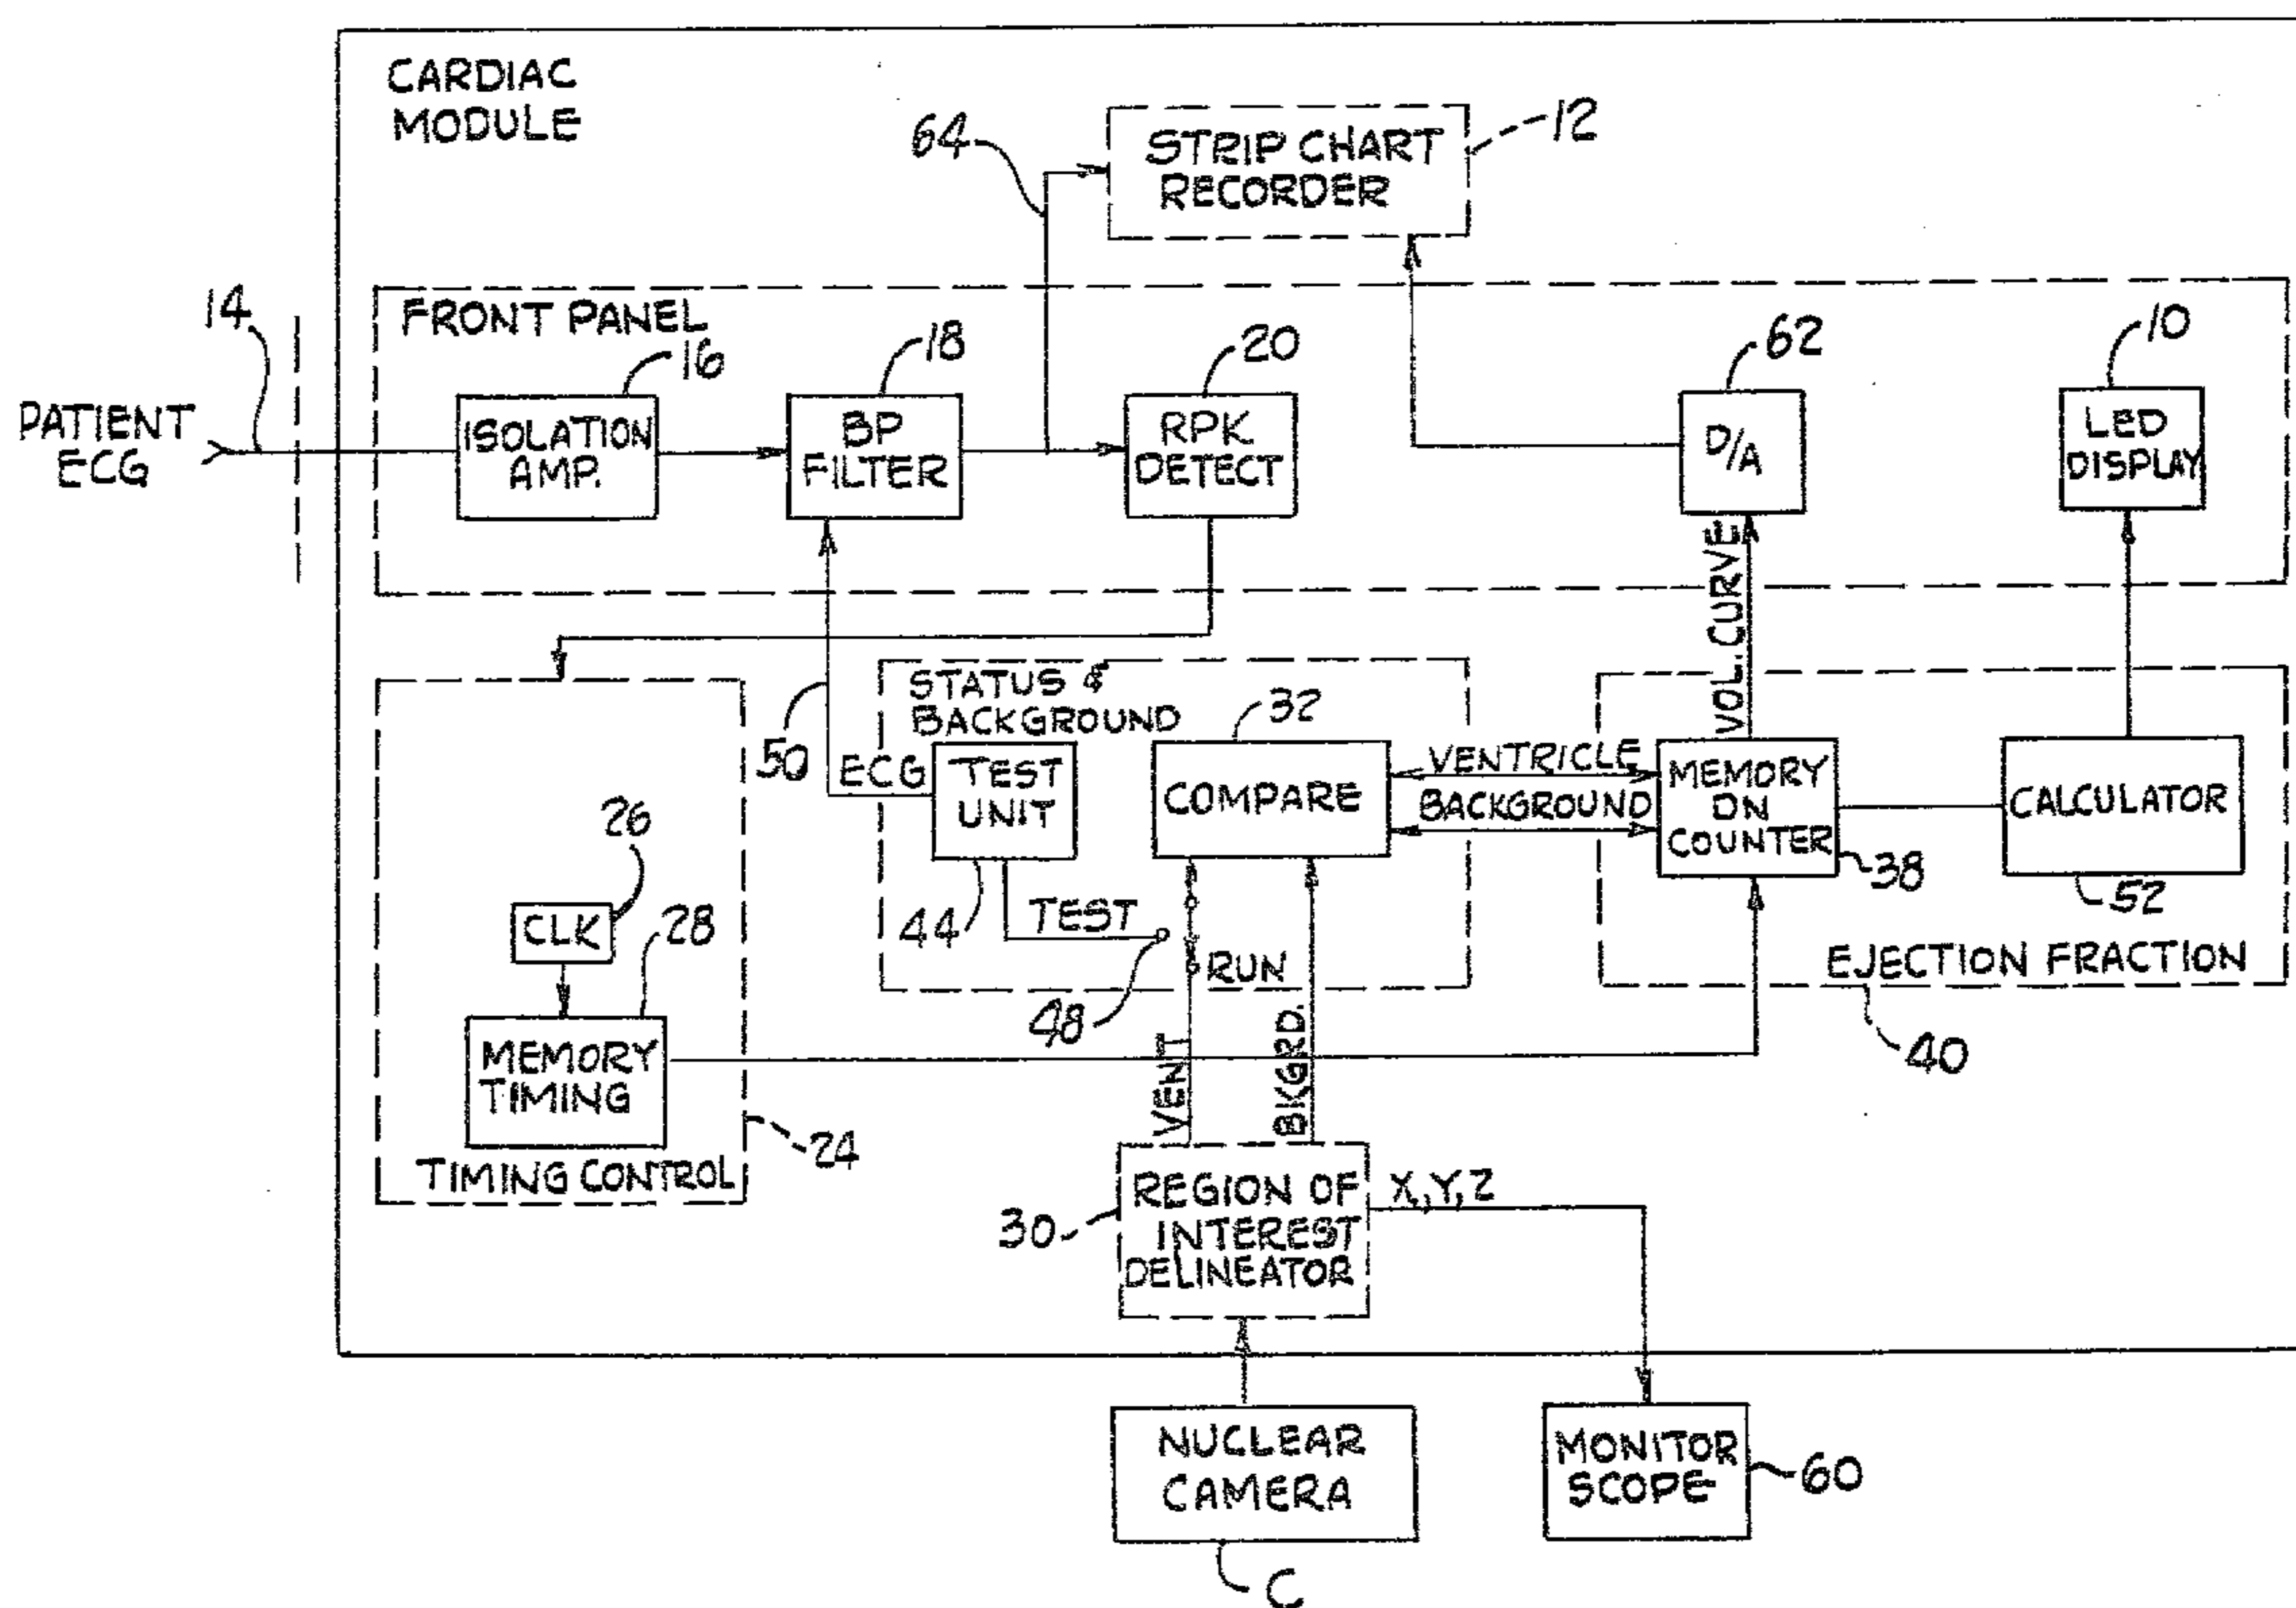 CARDIAC
MODULE
64
STRIP CHART
RECORDER
12
14
FRONT PANEL
16
18
20
62
10
PATIENT
ECG
ISOLATION
AMP.
BP
FILTER
RPK
DETECT
D/A
LED
DISPLAY
VOL. CURVE
50
ECG
STATUS &
BACKGROUND
TEST
UNIT
32
COMPARE
VENTRICLE
BACKGROUND
MEMORY
ON
COUNTER
38
CALCULATOR
52
26
CLK
28
44
TEST
RUN
48
EJECTION FRACTION
40
MEMORY
TIMING
24
TIMING CONTROL
VENT
BKGRD.
30
REGION OF
INTEREST
DELINEATOR
X,Y,Z
NUCLEAR
CAMERA
C
MONITOR
SCOPE
60